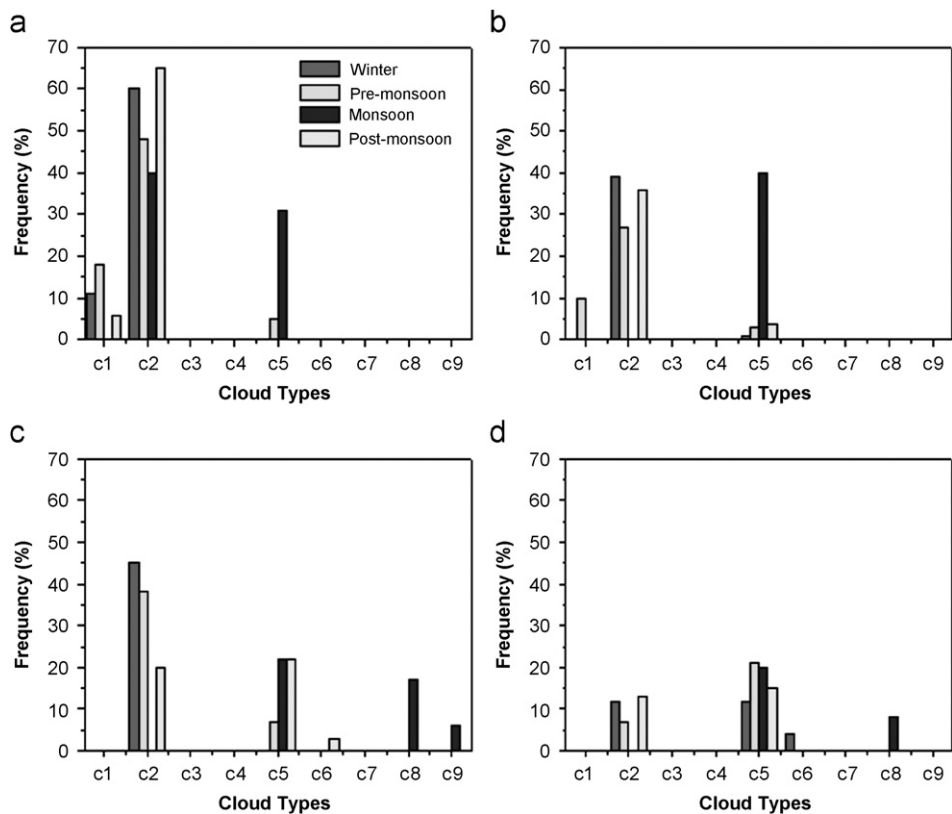 a
70
60
50
40
30
20
10
0
Frequency (%)
Winter
Pre-monsoon
Monsoon
Post-monsoon
c1 c2 c3 c4 c5 c6 c7 c8 c9
Cloud Types
b
70
60
50
40
30
20
10
0
Frequency (%)
c1 c2 c3 c4 c5 c6 c7 c8 c9
Cloud Types
c
70
60
50
40
30
20
10
0
Frequency (%)
c1 c2 c3 c4 c5 c6 c7 c8 c9
Cloud Types
d
70
60
50
40
30
20
10
0
Frequency (%)
c1 c2 c3 c4 c5 c6 c7 c8 c9
Cloud Types